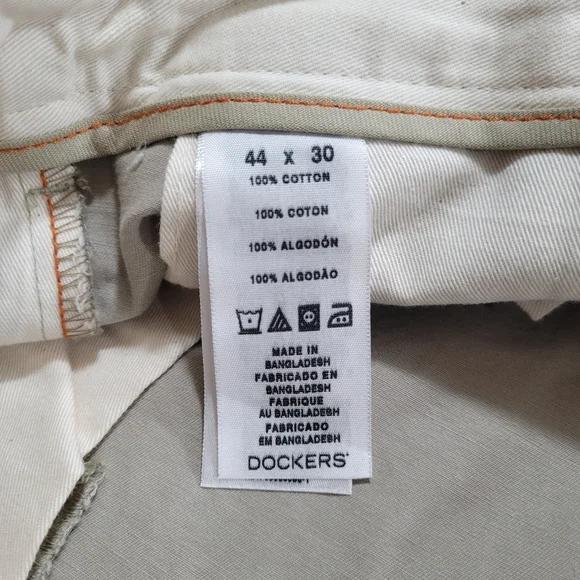 44 x 30
100% COTTON
100% COTON
100% ALGODÓN
100% ALGODÃO
MADE IN
BANGLADESH
FABRICADO EN
BANGLADESH
FABRIQUE
AU BANGLADESH
FABRICADO
EM BANGLADESH
DOCKERS